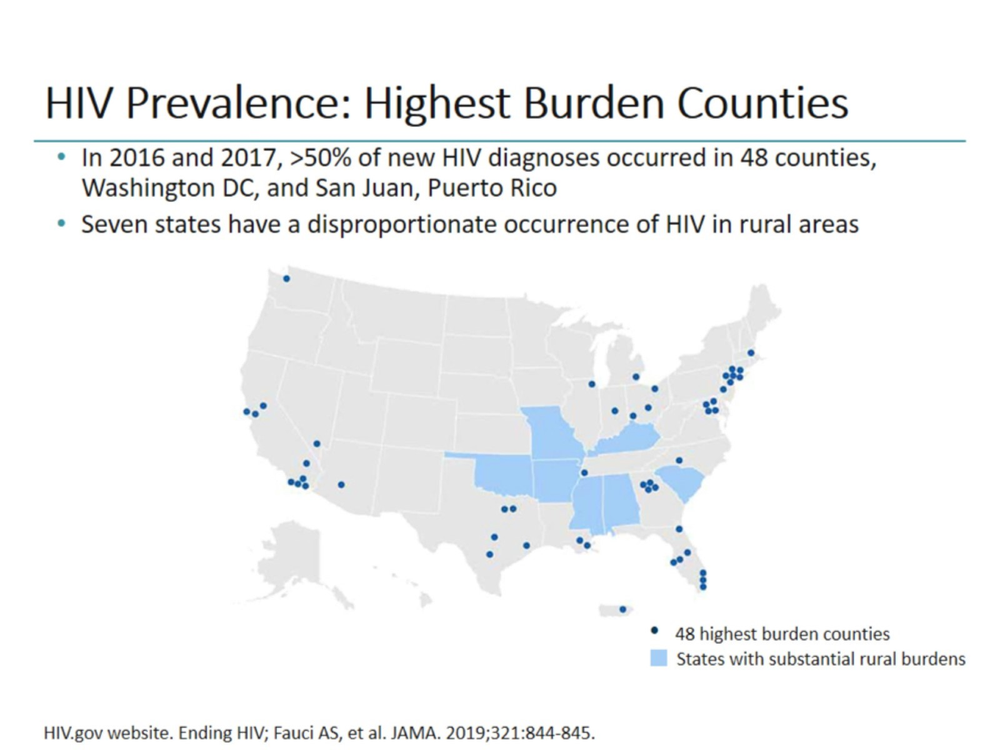 HIV Prevalence: Highest Burden Counties
• In 2016 and 2017, >50% of new HIV diagnoses occurred in 48 counties,
Washington DC, and San Juan, Puerto Rico
• Seven states have a disproportionate occurrence of HIV in rural areas
• 48 highest burden counties
States with substantial rural burdens
HIV.gov website. Ending HIV; Fauci AS, et al. JAMA. 2019;321:844-845.